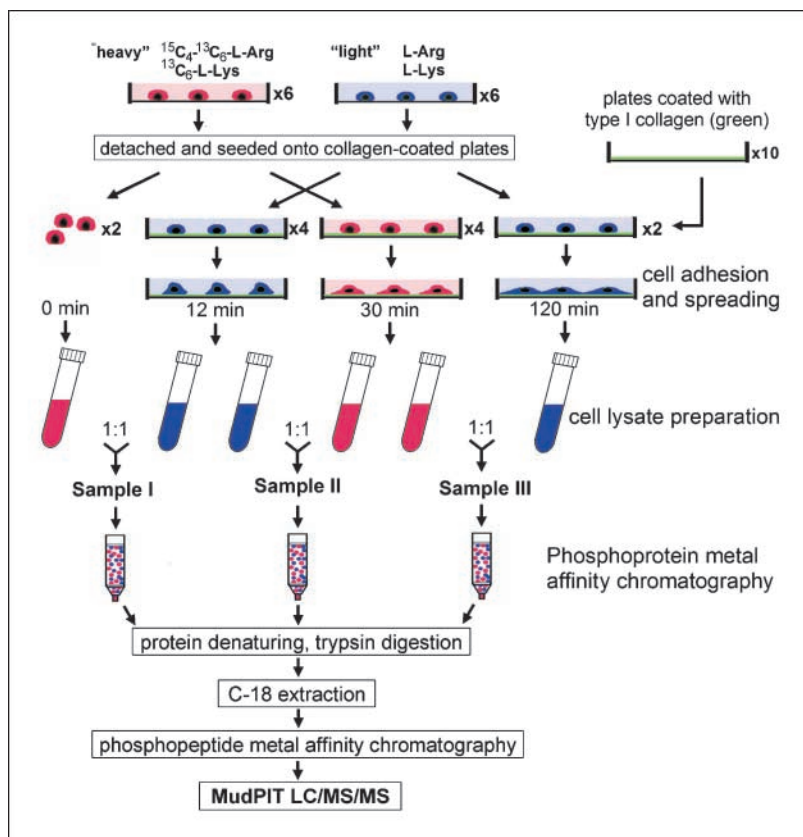 "heavy" ¹⁵C₄-¹³C₆-L-Arg
¹³C₆-L-Lys
x6
"light" L-Arg
L-Lys
x6
plates coated with
type I collagen (green)
x10
detached and seeded onto collagen-coated plates
x2
x4
x4
x2
cell adhesion
and spreading
0 min
12 min
30 min
120 min
cell lysate preparation
1:1
1:1
1:1
Sample I
Sample II
Sample III
Phosphoprotein metal
affinity chromatography
protein denaturing, trypsin digestion
C-18 extraction
phosphopeptide metal affinity chromatography
MudPIT LC/MS/MS